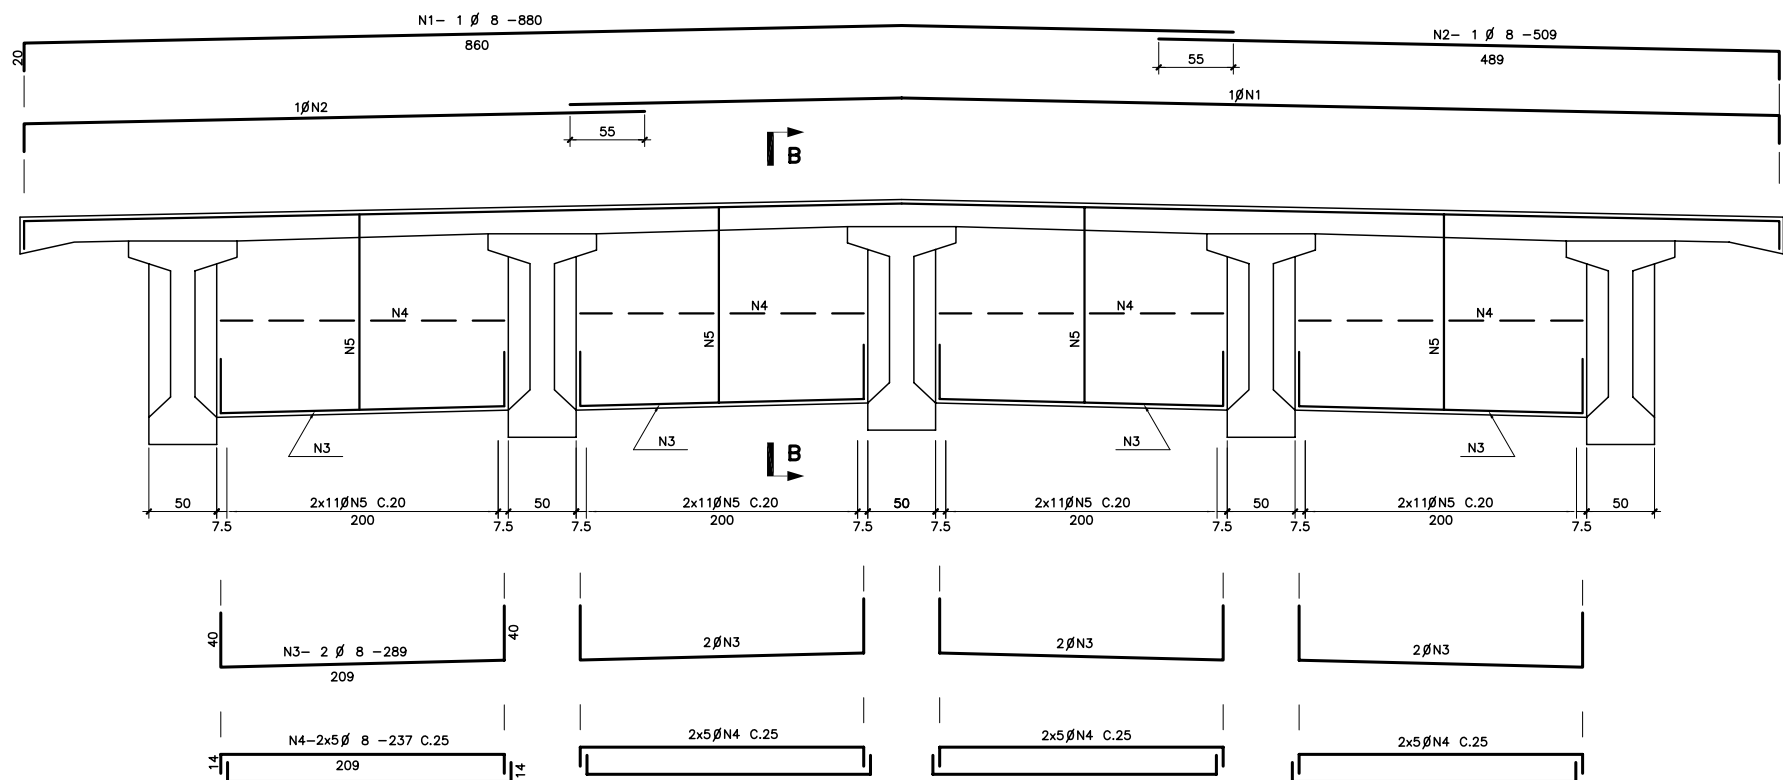 N1- 1 Ø 8 -880
860
20
N2- 1 Ø 8 -509
489
55
1ØN2
1ØN1
55
B
N4
N4
N4
N4
N5
N5
N5
N5
N3
N3
N3
N3
B
50
2x11ØN5 C.20
50
2x11ØN5 C.20
50
2x11ØN5 C.20
50
2x11ØN5 C.20
50
7.5
200
7.5
7.5
200
7.5
7.5
200
7.5
7.5
200
7.5
40
N3- 2 Ø 8 -289
209
40
2ØN3
2ØN3
2ØN3
14
N4-2x5Ø 8 -237 C.25
209
14
2x5ØN4 C.25
2x5ØN4 C.25
2x5ØN4 C.25